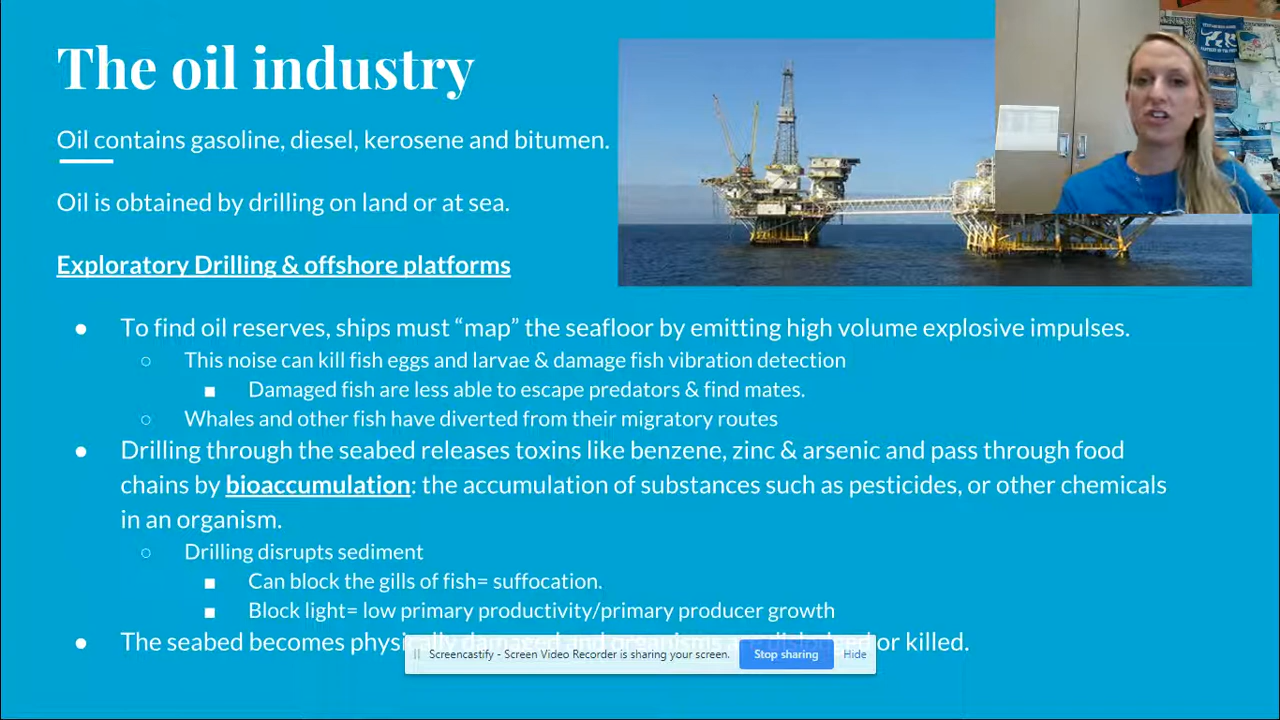 The oil industry
Oil contains gasoline, diesel, kerosene and bitumen.
Oil is obtained by drilling on land or at sea.
Exploratory Drilling & offshore platforms
● To find oil reserves, ships must “map” the seafloor by emitting high volume explosive impulses.
○ This noise can kill fish eggs and larvae & damage fish vibration detection
■ Damaged fish are less able to escape predators & find mates.
○ Whales and other fish have diverted from their migratory routes
● Drilling through the seabed releases toxins like benzene, zinc & arsenic and pass through food
chains by bioaccumulation: the accumulation of substances such as pesticides, or other chemicals
in an organism.
○ Drilling disrupts sediment
■ Can block the gills of fish= suffocation.
■ Block light= low primary productivity/primary producer growth
● The seabed becomes physically damaged and organisms are dislodged or killed.
Screencastify - Screen Video Recorder is sharing your screen. Stop sharing Hide